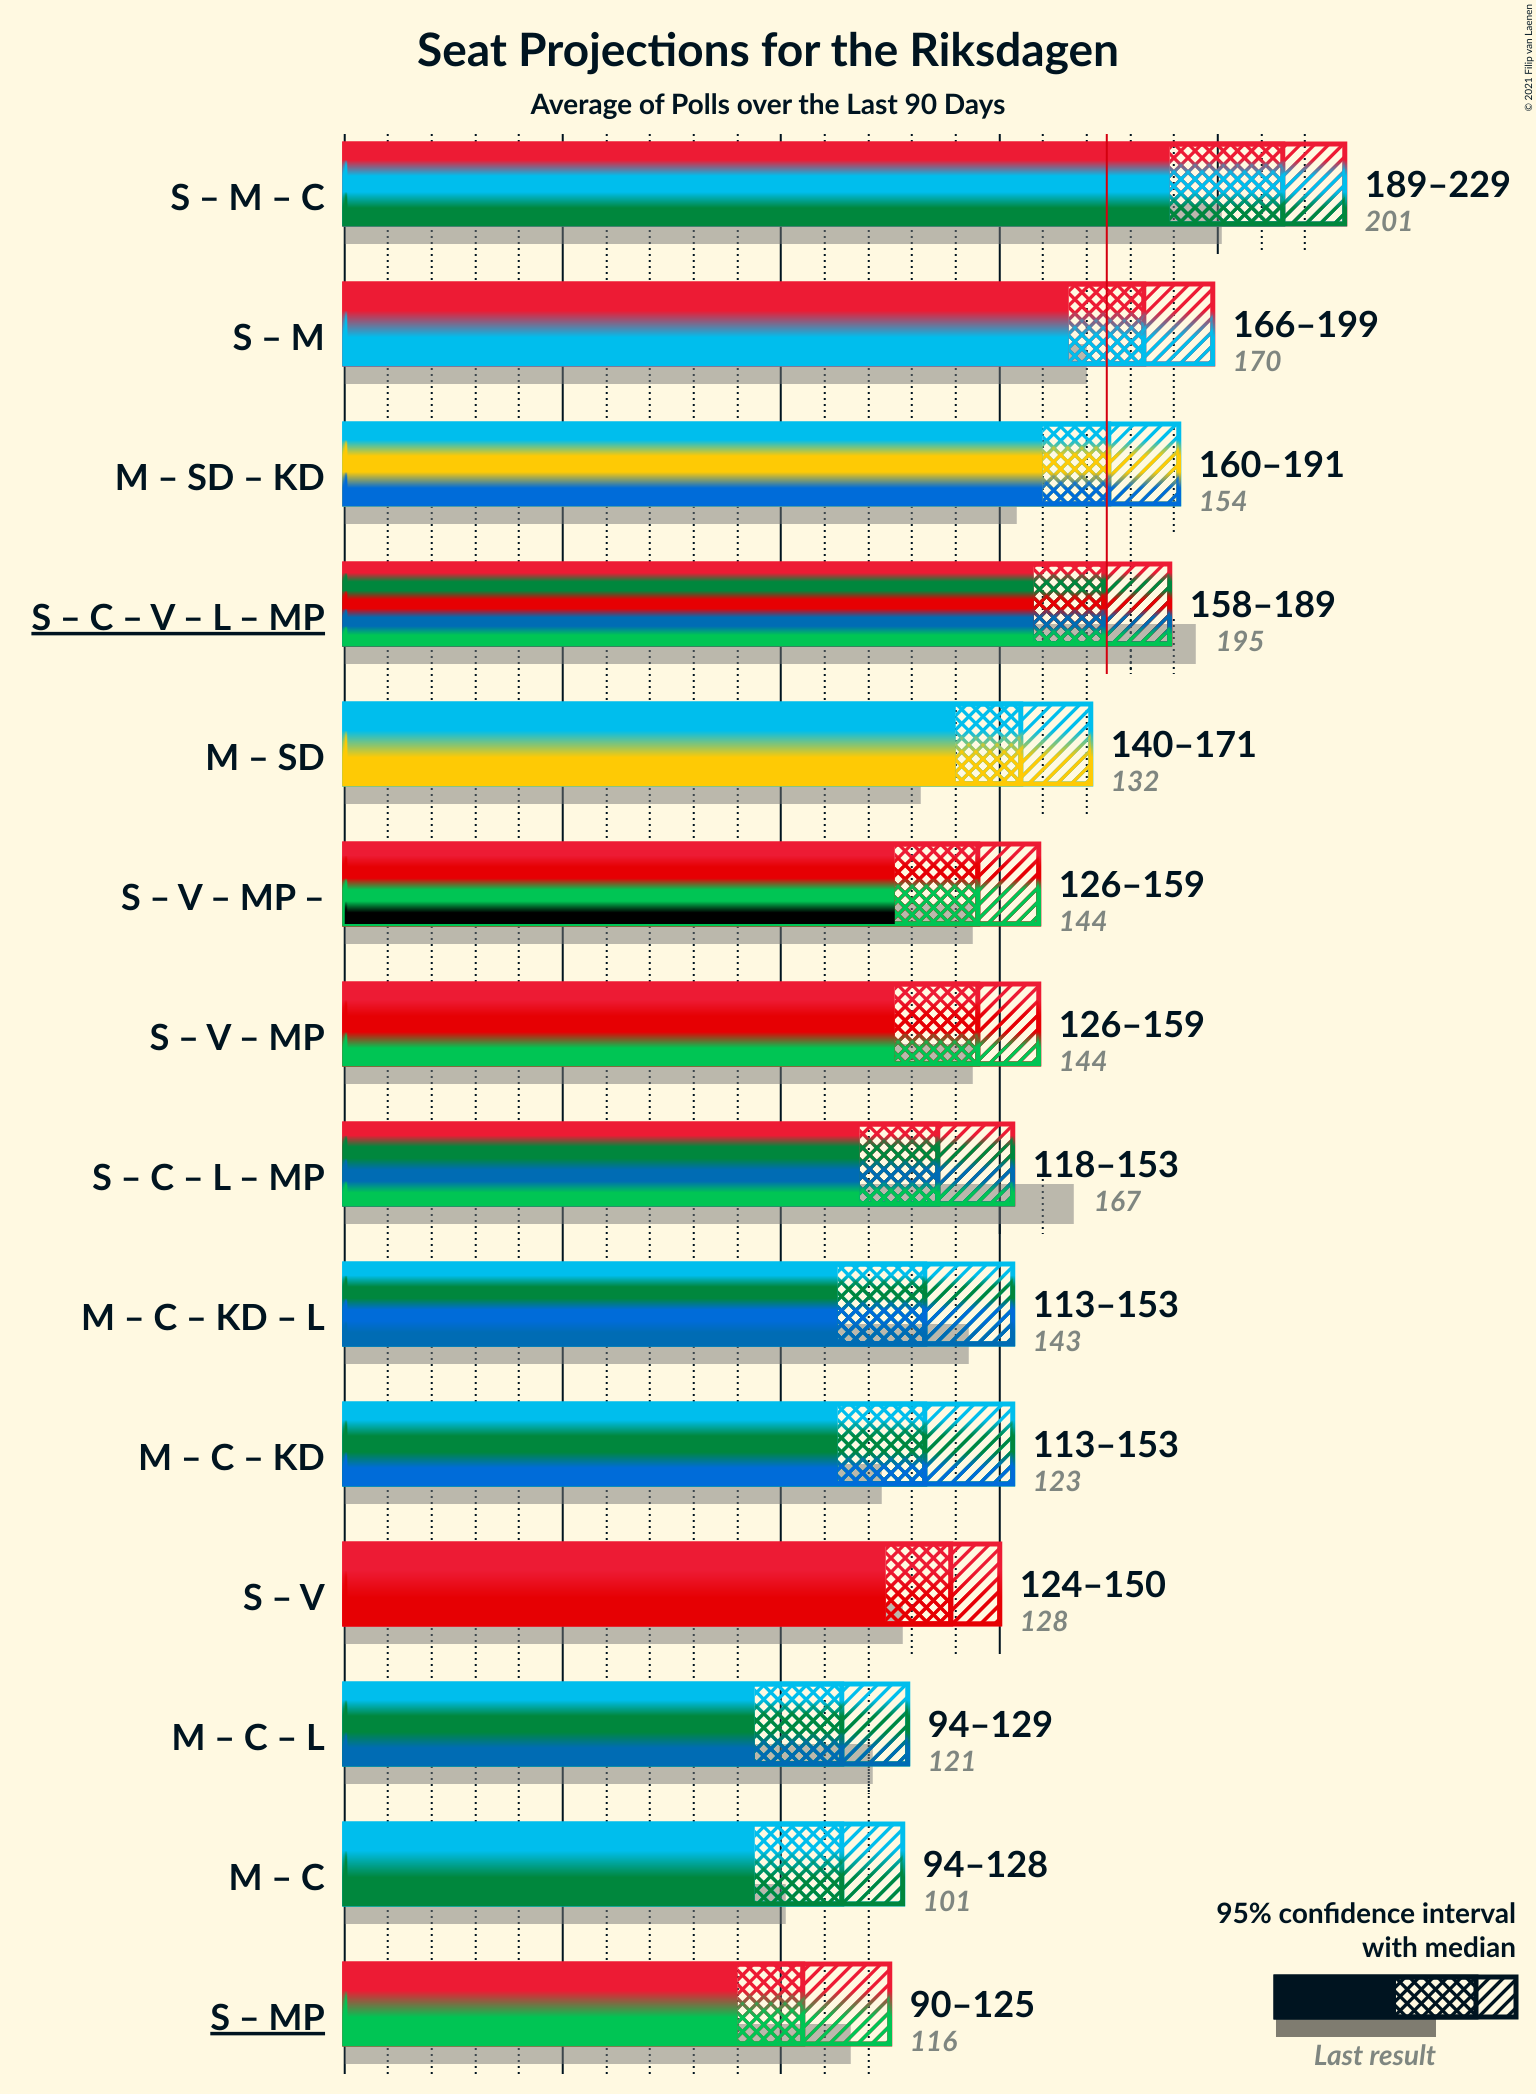 Seat Projections for the Riksdagen
Average of Polls over the Last 90 Days
© 2021 Filip van Laenen
S – M – C
189–229
201
S – M
166–199
170
M – SD – KD
160–191
154
S – C – V – L – MP
158–189
195
M – SD
140–171
132
S – V – MP –
126–159
144
S – V – MP
126–159
144
S – C – L – MP
118–153
167
M – C – KD – L
113–153
143
M – C – KD
113–153
123
S – V
124–150
128
M – C – L
94–129
121
M – C
94–128
101
S – MP
90–125
116
95% confidence interval
with median
Last result